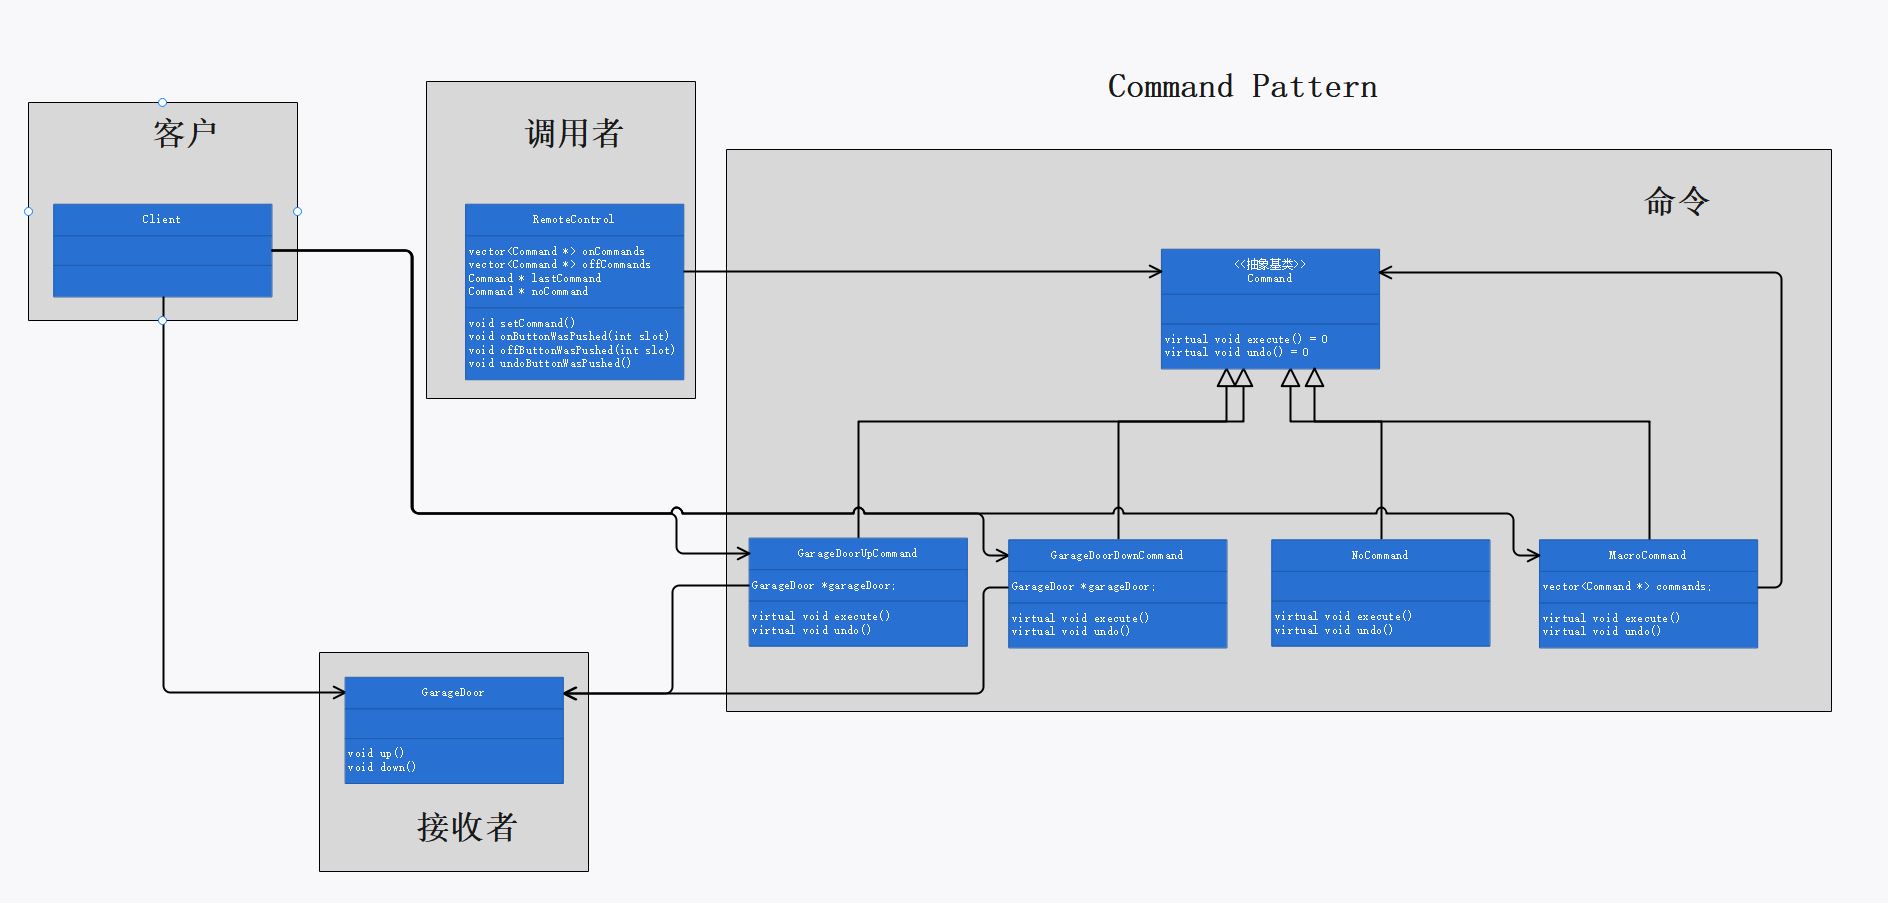 Command Pattern
客户
Client
调用者
RemoteControl
vector<Command *> onCommands
vector<Command *> offCommands
Command * lastCommand
Command * noCommand
void setCommand()
void onButtonWasPushed(int slot)
void offButtonWasPushed(int slot)
void undoButtonWasPushed()
命令
<<抽象基类>>
Command
virtual void execute() = 0
virtual void undo() = 0
GarageDoorUpCommand
GarageDoor *garageDoor;
virtual void execute()
virtual void undo()
GarageDoorDownCommand
GarageDoor *garageDoor;
virtual void execute()
virtual void undo()
NoCommand
virtual void execute()
virtual void undo()
MacroCommand
vector<Command *> commands;
virtual void execute()
virtual void undo()
GarageDoor
void up()
void down()
接收者